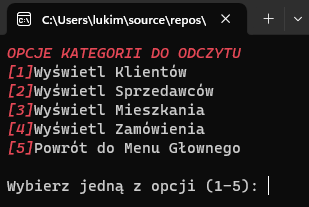 C:\Users\lukim\source\repos\
OPCJE KATEGORII DO ODCZYTU
[1]Wyświetl Klientów
[2]Wyświetl Sprzedawców
[3]Wyświetl Mieszkania
[4]Wyświetl Zamówienia
[5]Powrót do Menu Głownego
Wybierz jedną z opcji (1-5):